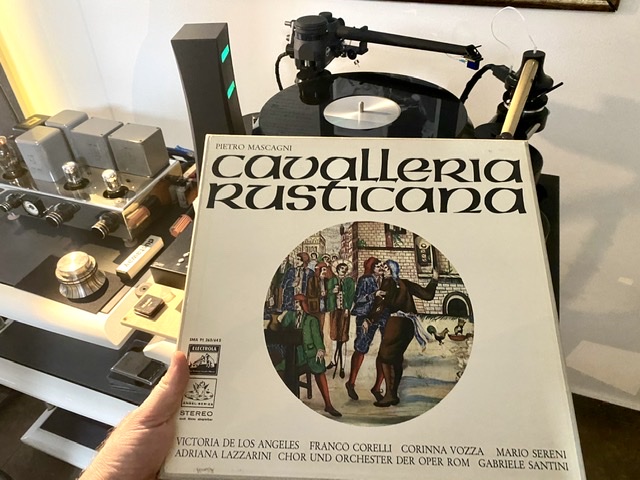 PIETRO MASCAGNI
CAVALLERIA
RUSTICANA
ELECTROLA
STEREO
VICTORIA DE LOS ANGELES FRANCO CORELLI CORINNA VOZZA MARIO SERENI
ADRIANA LAZZARINI CHOR UND ORCHESTER DER OPER ROM GABRIELE SANTINI